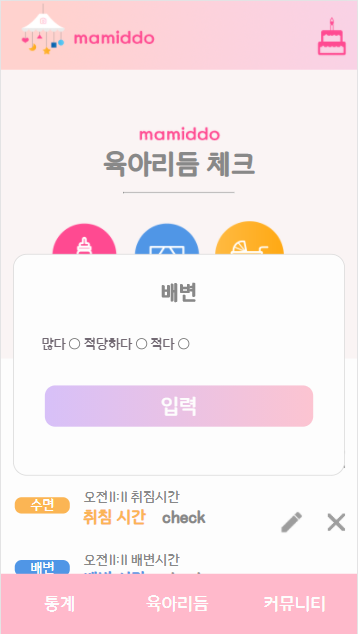 mamiddo
mamiddo
육아리듬 체크
배변
많다 적당하다 적다
입력
수면
오전11:11 취침시간
취침 시간 check
배변
오전11:11 배변시간
통계 육아리듬 커뮤니티